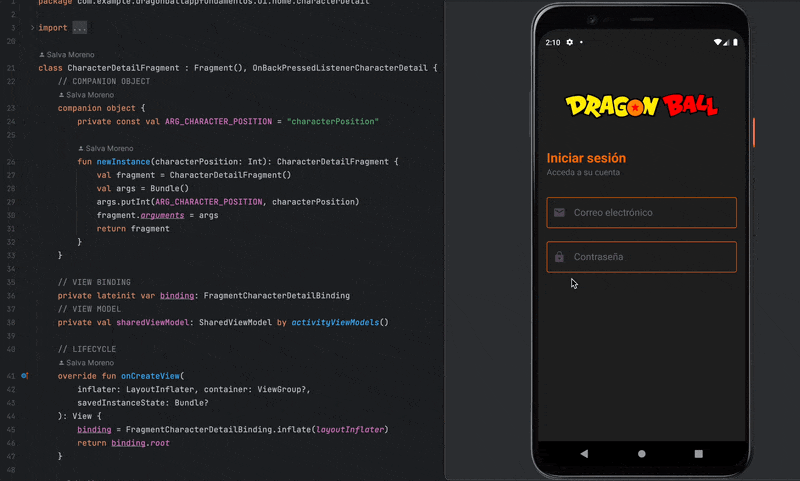 package com.example.dragonballappfundamentos.ui.home.characterDetail
import ...
Salva Moreno
class CharacterDetailFragment : Fragment(), OnBackPressedListenerCharacterDetail {
// COMPANION OBJECT
Salva Moreno
companion object {
private const val ARG_CHARACTER_POSITION = "characterPosition"
Salva Moreno
fun newInstance(characterPosition: Int): CharacterDetailFragment {
val fragment = CharacterDetailFragment()
val args = Bundle()
args.putInt(ARG_CHARACTER_POSITION, characterPosition)
fragment.arguments = args
return fragment
}
}
// VIEW BINDING
private lateinit var binding: FragmentCharacterDetailBinding
// VIEW MODEL
private val sharedViewModel: SharedViewModel by activityViewModels()
// LIFECYCLE
Salva Moreno
override fun onCreateView(
inflater: LayoutInflater, container: ViewGroup?,
savedInstanceState: Bundle?
): View {
binding = FragmentCharacterDetailBinding.inflate(layoutInflater)
return binding.root
}
1
3
20
21
22
23
24
25
26
27
28
29
30
31
32
33
34
35
36
37
38
39
40
41
42
43
44
45
46
47
48
2:10
DRAGON BALL
Iniciar sesión
Acceda a su cuenta
Correo electrónico
Contraseña